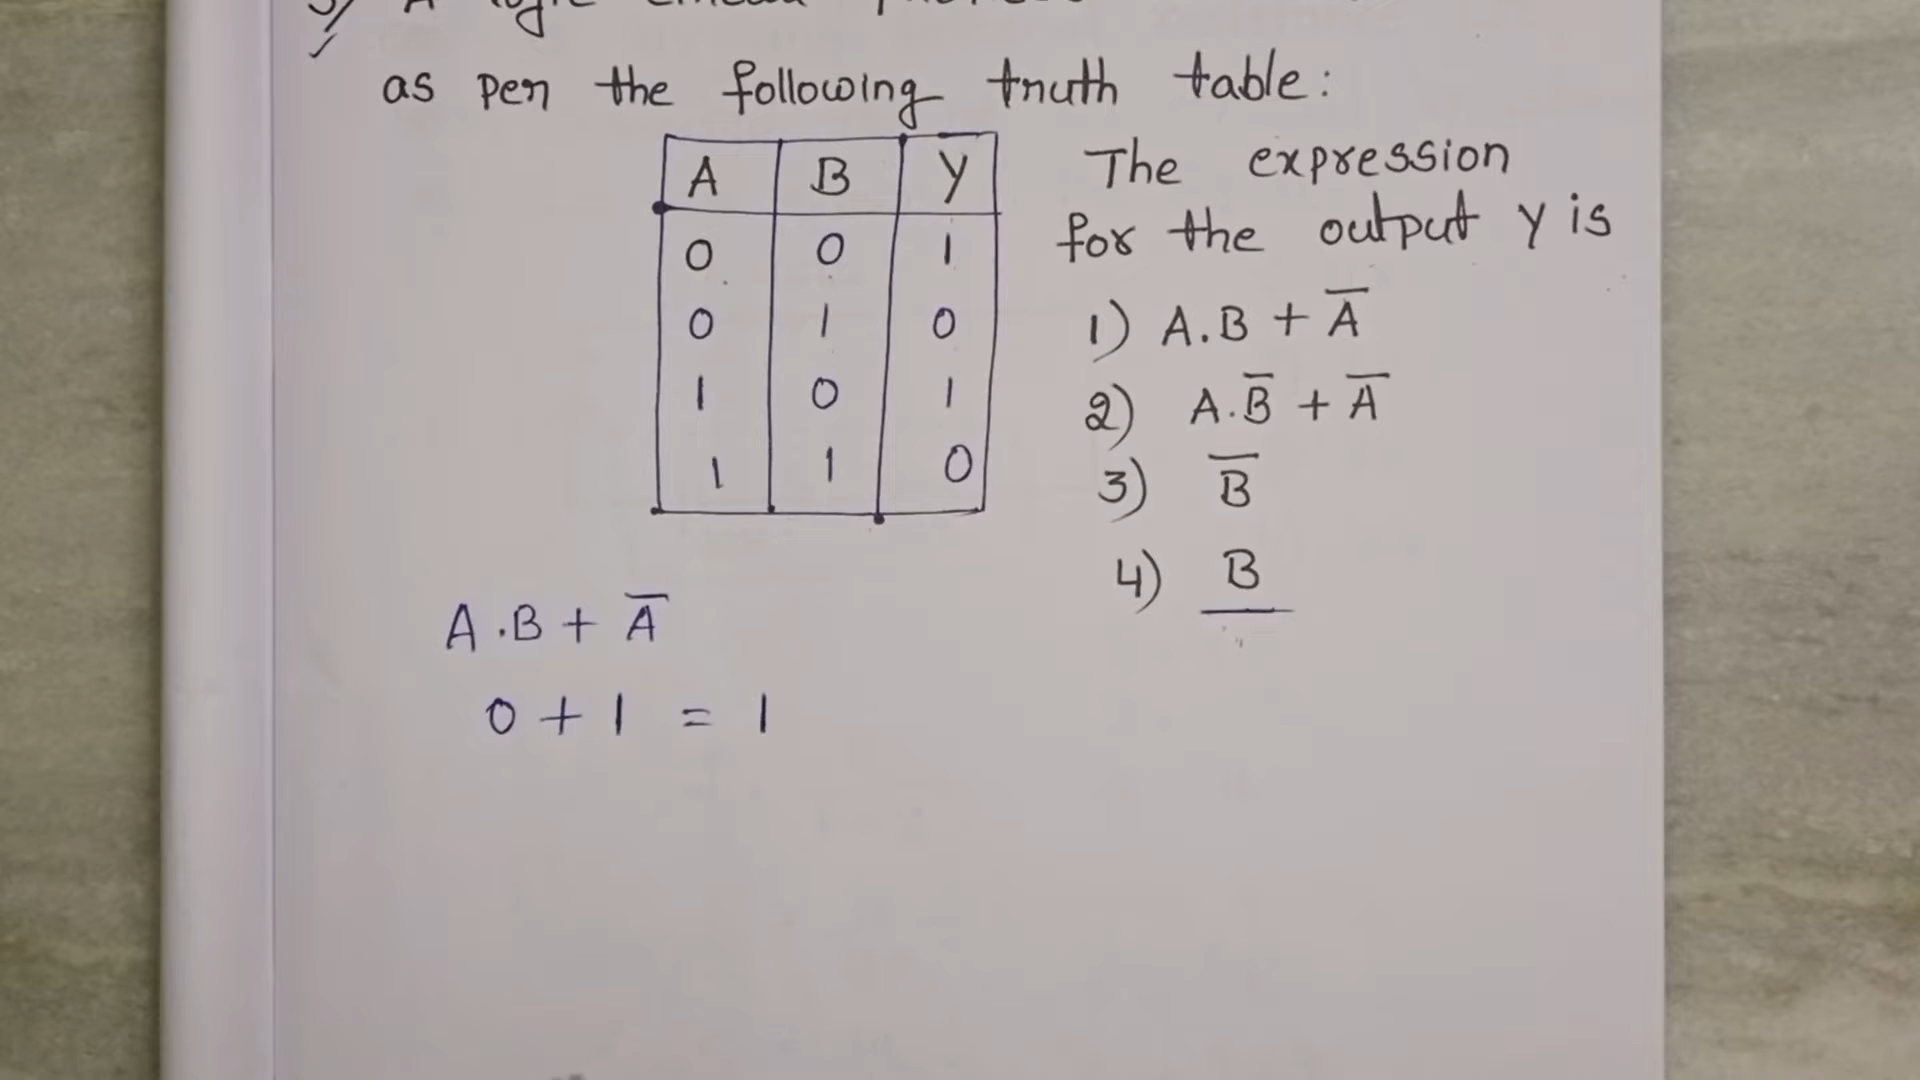 as per the following truth table:
A B Y
0 0 1
0 1 0
1 0 1
1 1 0
The expression
for the output Y is
1) A.B + A̅
2) A.B̅ + A̅
3) B̅
4) B
A.B + A̅
0 + 1 = 1